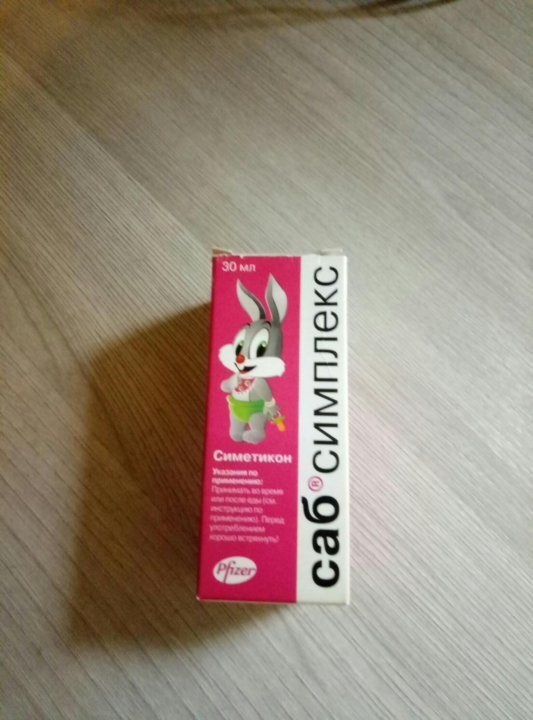 30 мл
Симетикон
Указания по
применению:
Принимать во время
или после еды (см.
инструкцию по
применению). Перед
употреблением
хорошо встряхнуть!
Pfizer
саб® симплекс